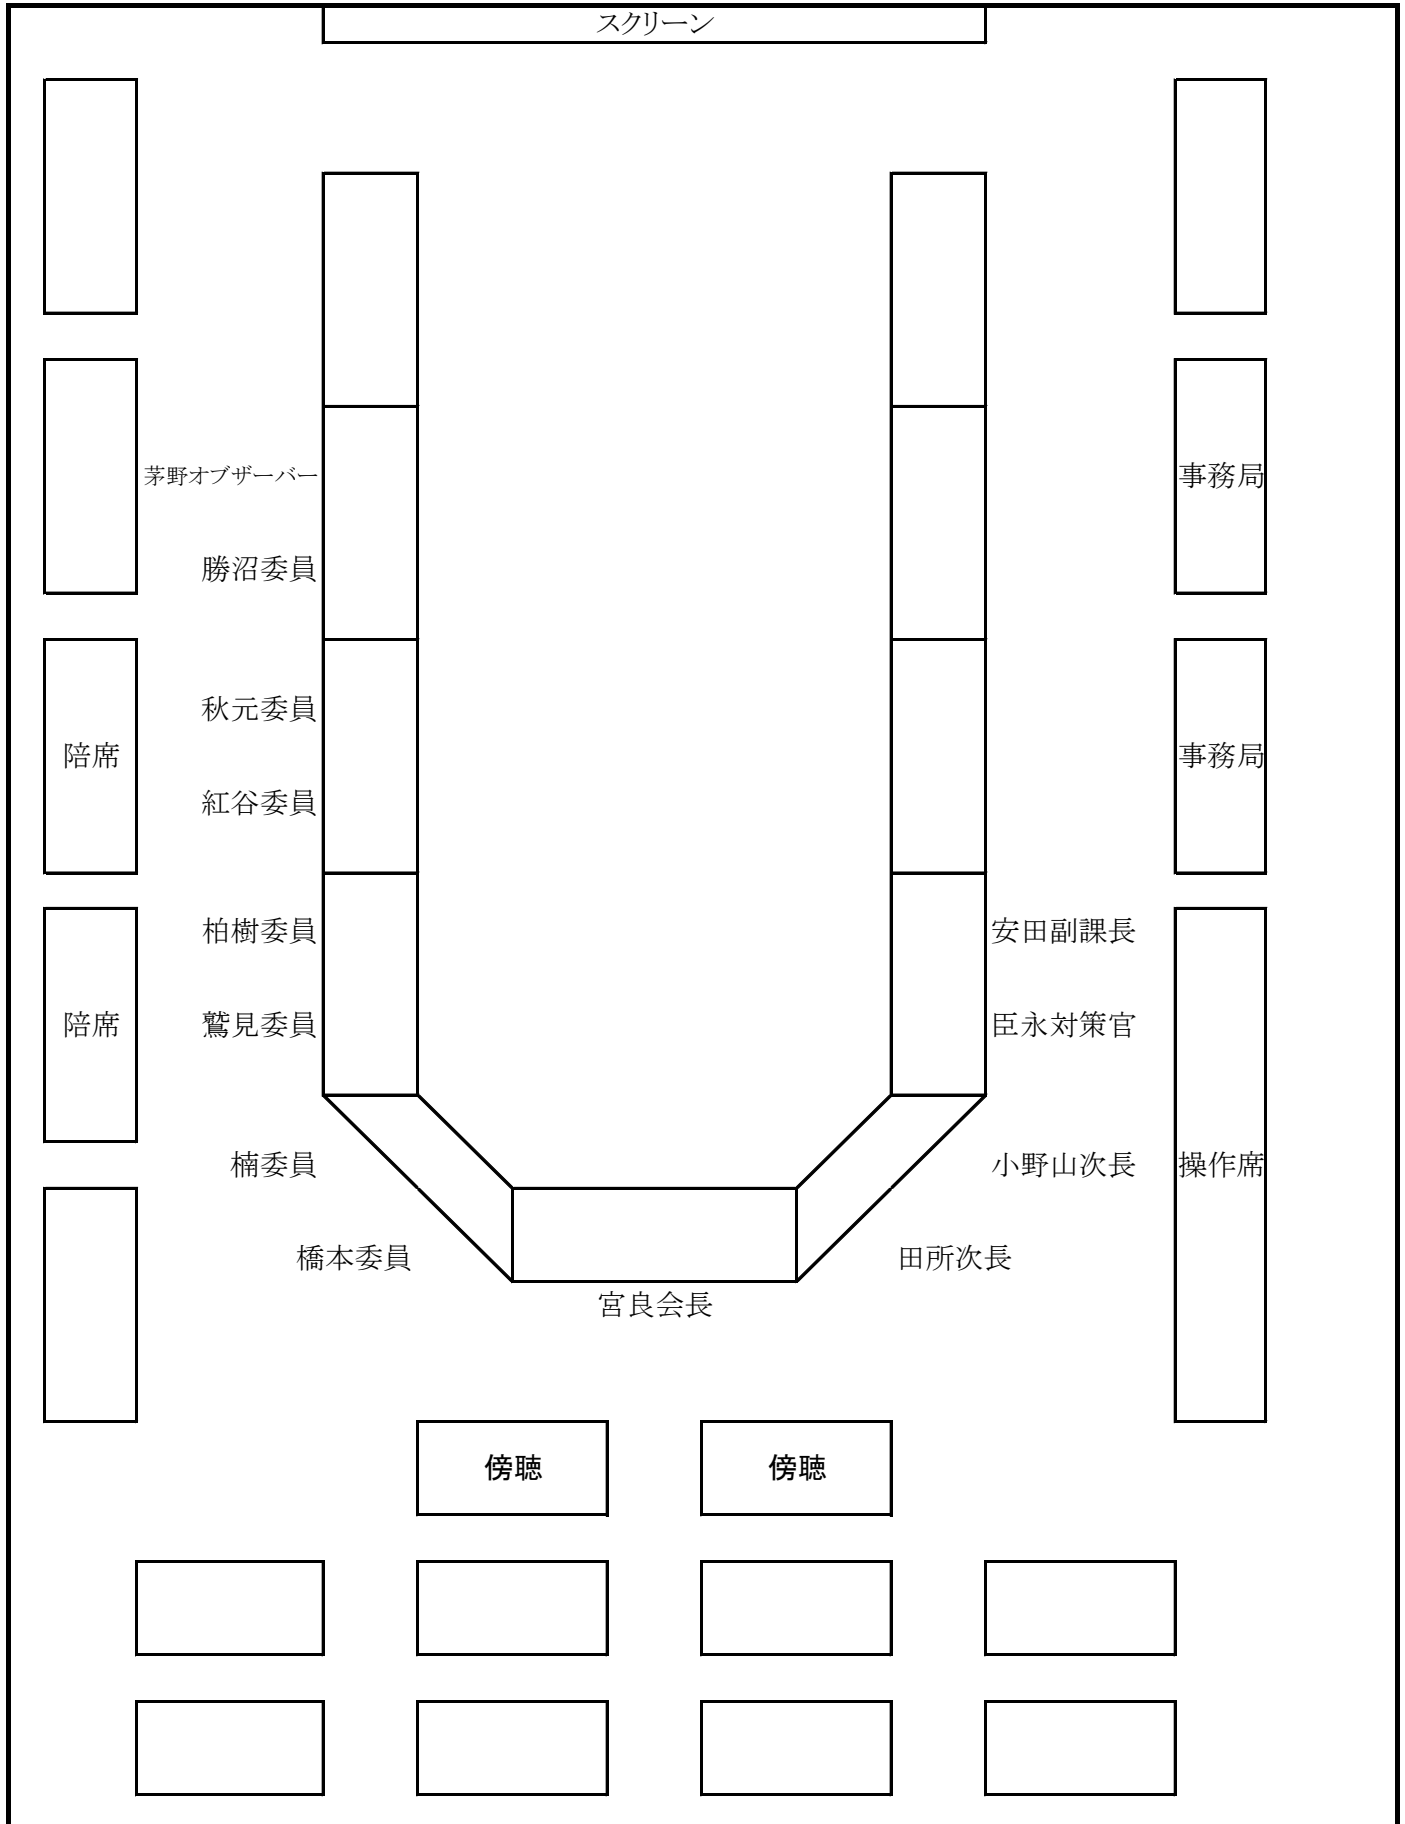 スクリーン
茅野オブザーバー
事務局
勝沼委員
秋元委員
陪席
事務局
紅谷委員
柏樹委員
安田副課長
陪席
鷲見委員
臣永対策官
楠委員
小野山次長
操作席
橋本委員
田所次長
宮良会長
傍聴
傍聴